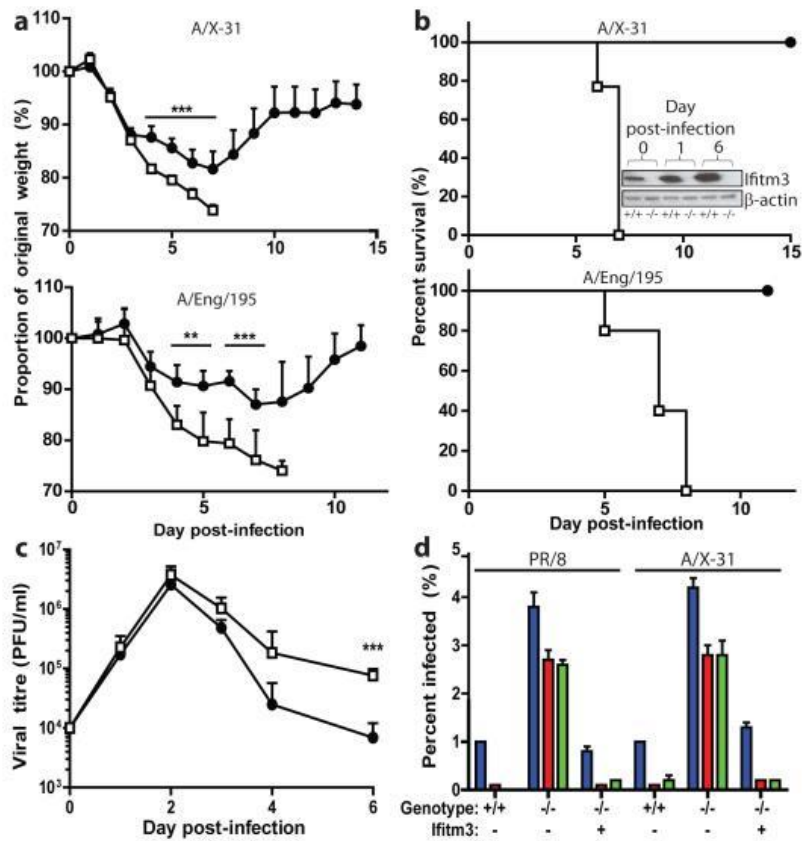 a
A/X-31
***
100
90
80
70
0 5 10 15
A/Eng/195
** ***
100
90
80
70
0 5 10
Proportion of original weight (%)
Day post-infection
b
A/X-31
100
80
60
40
20
0
0 5 10 15
Day
post-infection
0 1 6
Ifitm3
β-actin
+/+ -/- +/+ -/- +/+ -/-
A/Eng/195
100
80
60
40
20
0
0 5 10
Percent survival (%)
Day post-infection
c
Viral titre (PFU/ml)
10⁷
10⁶
10⁵
10⁴
10³
***
0 2 4 6
Day post-infection
d
PR/8 A/X-31
Percent infected (%)
5
4
3
2
1
0
Genotype: +/+ -/- -/- +/+ -/- -/-
Ifitm3: - - + - - +